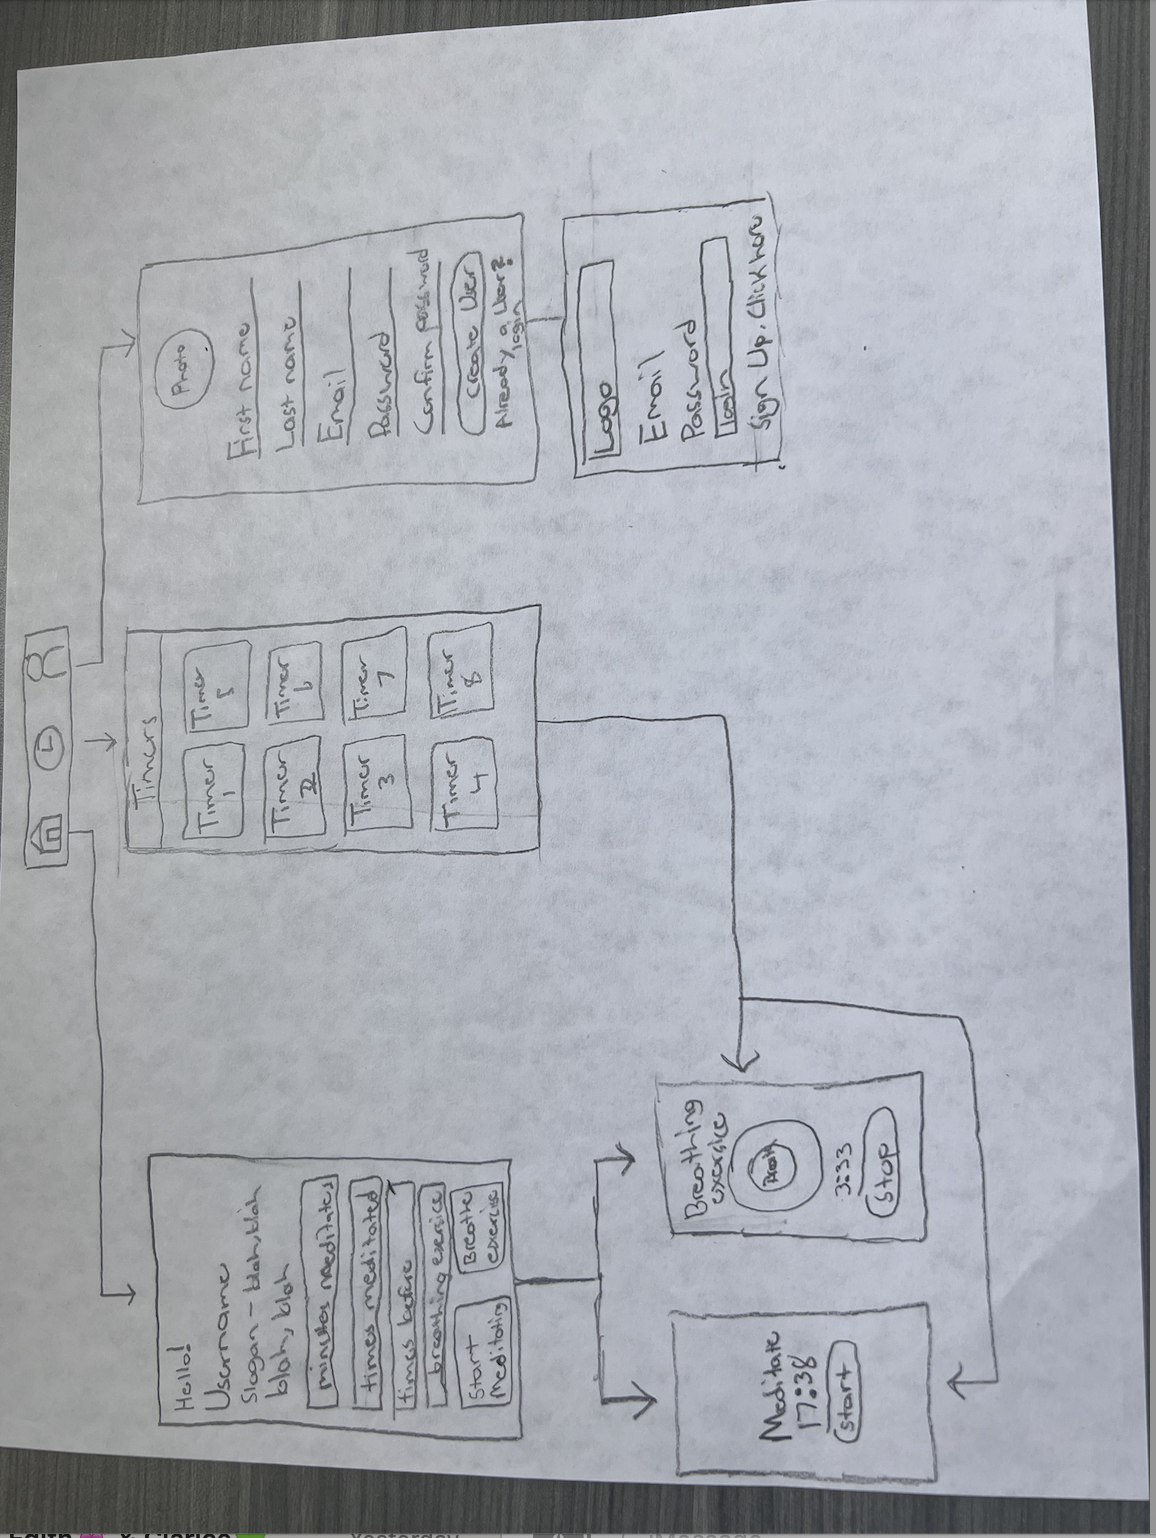 Hello!
Username
Slogan - blah, blah
blah, blah
minutes meditated
times meditated
times before
breathing exersice
Start
meditating
Breathe
exercise
Timers
Timer
1
Timer
5
Timer
2
Timer
6
Timer
3
Timer
7
Timer
4
Timer
8
Photo
First name
Last name
Email
Password
Confirm password
Create User
Already a User?
login
Logo
Email
Password
login
Sign Up, Click here
Meditate
17:38
Start
Breathing
exersice
3:33
Stop
Yesterday